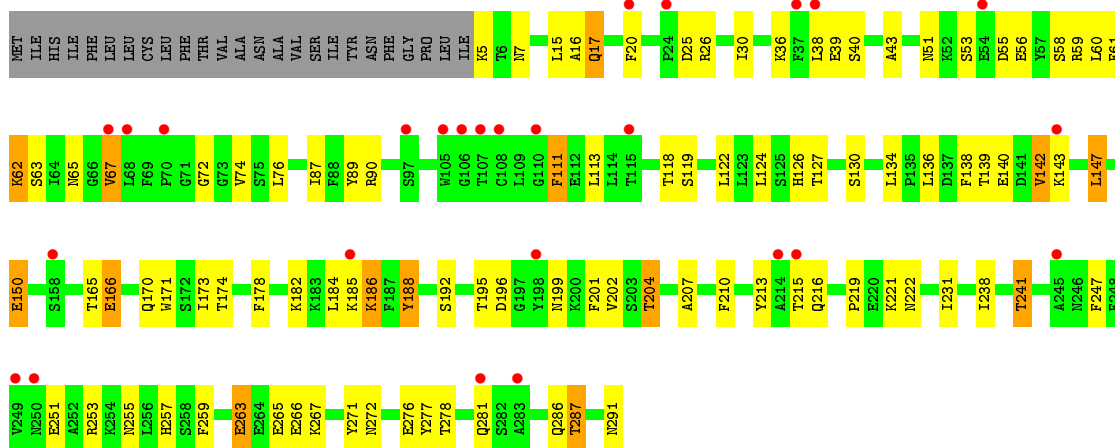 MET ILE HIS ILE PHE LEU LEU CYS LEU PHE THR VAL ALA ASN ALA VAL SER ILE TYR ASN PHE GLY PRO LEU ILE K5 T6 N7 L15 A16 Q17 F20 P24 D25 R26 I30 K36 F37 L38 E39 S40 A43 N51 K52 S53 E54 D55 E56 Y57 S58 R59 L60
K62 S63 I64 N65 G66 V67 L68 F69 P70 G71 G72 G73 V74 S75 L76 I87 F88 Y89 R90 S97 W105 G106 T107 C108 L109 G110 F111 E112 L113 L114 T115 T118 S119 L122 L123 L124 S125 H126 T127 S130 L134 P135 L136 D137 F138 T139 E140 D141 V142 K143 L147
E150 S158 T165 E166 Q170 W171 S172 I173 T174 F178 K182 K183 L184 K185 K186 F187 Y188 S192 T195 D196 G197 Y198 N199 K200 F201 V202 S203 T204 A207 F210 Y213 A214 T215 Q216 P219 E220 K221 N222 I231 I238 T241 A245 N246 F247
V249 N250 E251 A252 R253 K254 N255 L256 H257 S258 F259 E263 E264 E265 E266 K267 Y271 N272 E276 Y277 T278 Q281 S282 A283 Q286 T287 N291